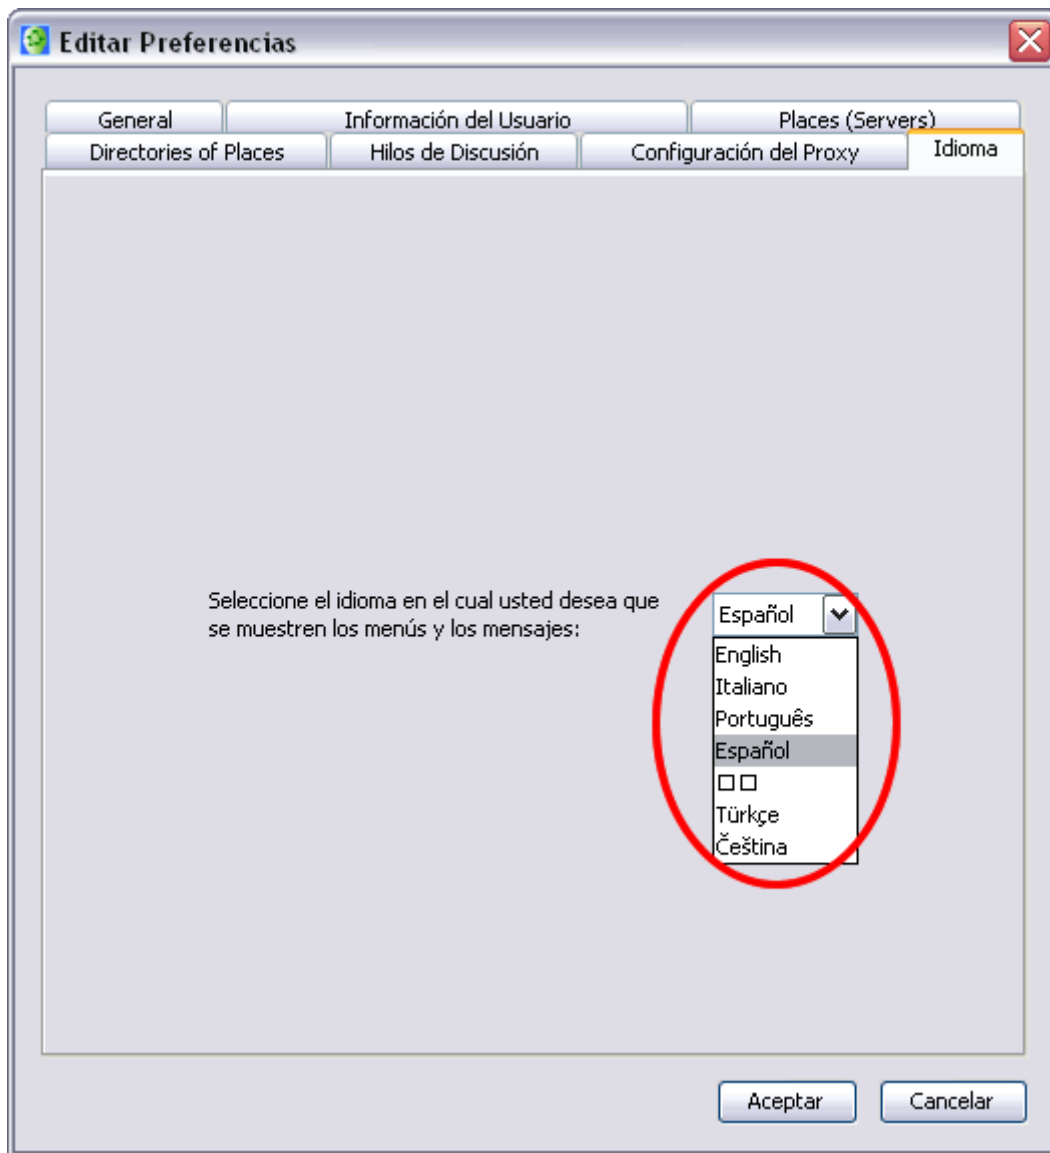 Editar Preferencias
General Información del Usuario Places (Servers)
Directories of Places Hilos de Discusión Configuración del Proxy Idioma
Seleccione el idioma en el cual usted desea que
se muestren los menús y los mensajes:
Español
English
Italiano
Português
Español
□□
Türkçe
Čeština
Aceptar Cancelar